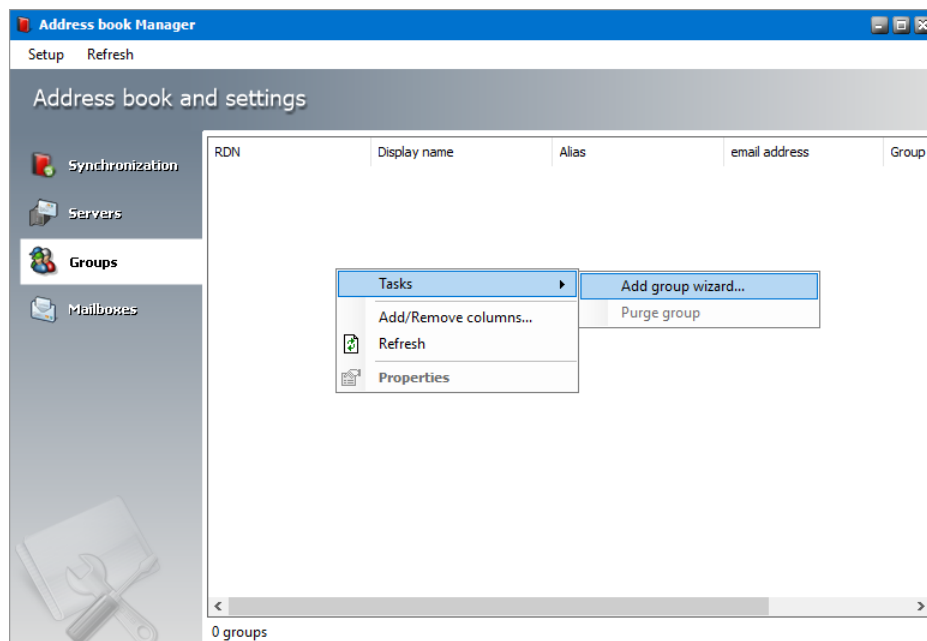 Address book Manager
Setup Refresh
Address book and settings
Synchronization
Servers
Groups
Mailboxes
RDN Display name Alias email address Group
Tasks
Add/Remove columns...
Refresh
Properties
Add group wizard...
Purge group
0 groups